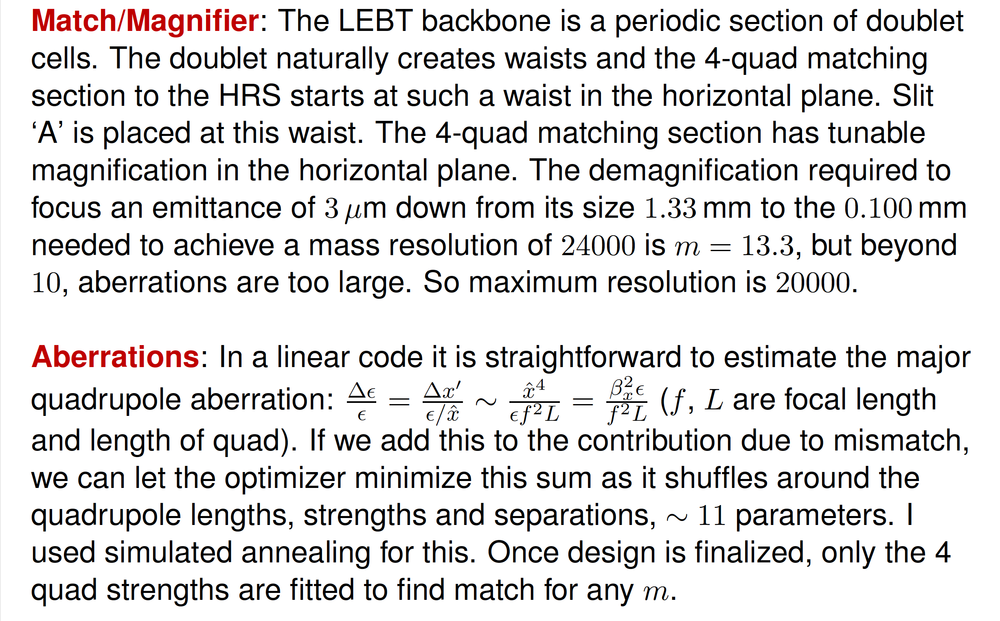 Match/Magnifier: The LEBT backbone is a periodic section of doublet
cells. The doublet naturally creates waists and the 4-quad matching
section to the HRS starts at such a waist in the horizontal plane. Slit
‘A’ is placed at this waist. The 4-quad matching section has tunable
magnification in the horizontal plane. The demagnification required to
focus an emittance of 3 μm down from its size 1.33 mm to the 0.100 mm
needed to achieve a mass resolution of 24000 is m = 13.3, but beyond
10, aberrations are too large. So maximum resolution is 20000.
Aberrations: In a linear code it is straightforward to estimate the major
quadrupole aberration: $\frac{\Delta\epsilon}{\epsilon} = \frac{\Delta x'}{\epsilon/\hat{x}} \sim \frac{\hat{x}^4}{\epsilon f^2 L} = \frac{\beta_x^2 \epsilon}{f^2 L}$ (f, L are focal length
and length of quad). If we add this to the contribution due to mismatch,
we can let the optimizer minimize this sum as it shuffles around the
quadrupole lengths, strengths and separations, ∼ 11 parameters. I
used simulated annealing for this. Once design is finalized, only the 4
quad strengths are fitted to find match for any m.